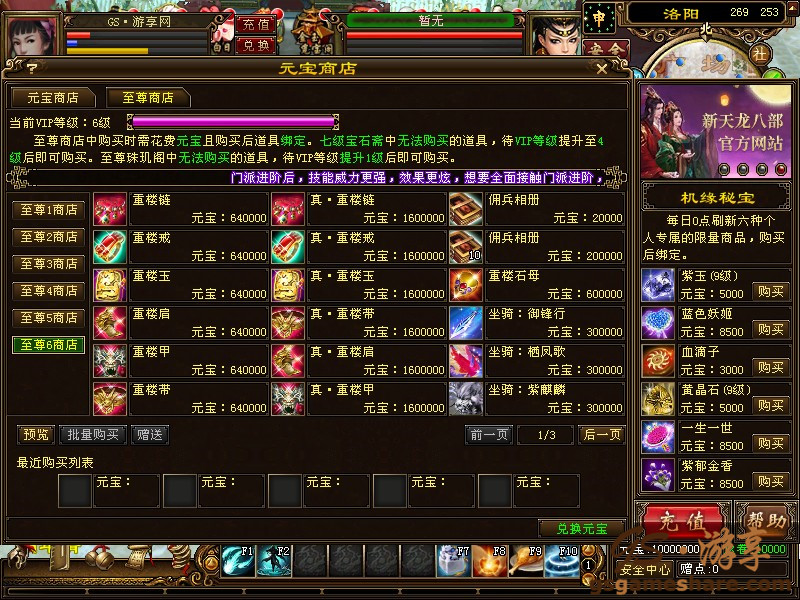 GS·游享网
充值
兑换
暂无
申
洛阳 269 253
北
安全
社
? 元宝商店 ×
元宝商店 至尊商店
当前VIP等级：6级
至尊商店中购买时需花费元宝且购买后道具绑定。七级宝石斋中无法购买的道具，待VIP等级提升至4
级后即可购买。至尊珠玑阁中无法购买的道具，待VIP等级提升1级后即可购买。
门派进阶后，技能威力更强，效果更炫，想要全面接触门派进阶，
至尊1商店
至尊2商店
至尊3商店
至尊4商店
至尊5商店
至尊6商店
重楼链 真·重楼链 佣兵相册
元宝：640000 元宝：1600000 元宝：20000
重楼戒 真·重楼戒 佣兵相册
元宝：640000 元宝：1600000 10 元宝：200000
重楼玉 真·重楼玉 重楼石母
元宝：640000 元宝：1600000 元宝：600000
重楼肩 真·重楼带 坐骑：御锋行
元宝：640000 元宝：1600000 元宝：300000
重楼甲 真·重楼肩 坐骑：栖凤歌
元宝：640000 元宝：1600000 元宝：300000
重楼带 真·重楼甲 坐骑：紫麒麟
元宝：640000 元宝：1600000 元宝：300000
预览 批量购买 赠送 前一页 1/3 后一页
最近购买列表
元宝： 元宝： 元宝： 元宝： 元宝：
兑换元宝
新天龙八部
官方网站
机缘秘宝
每日0点刷新六种个
人专属的限量商品，购买
后绑定。
紫玉(9级)
元宝：5000 购买
蓝色妖姬
元宝：8500 购买
血滴子
元宝：3000 购买
黄晶石(9级)
元宝：5000 购买
一生一世
元宝：8500 购买
紫郁金香
元宝：8500 购买
充值 帮助
F1 F2 F7 F8 F9 F10
1
安全中心 赠点:0
游享
gsgameshare.com